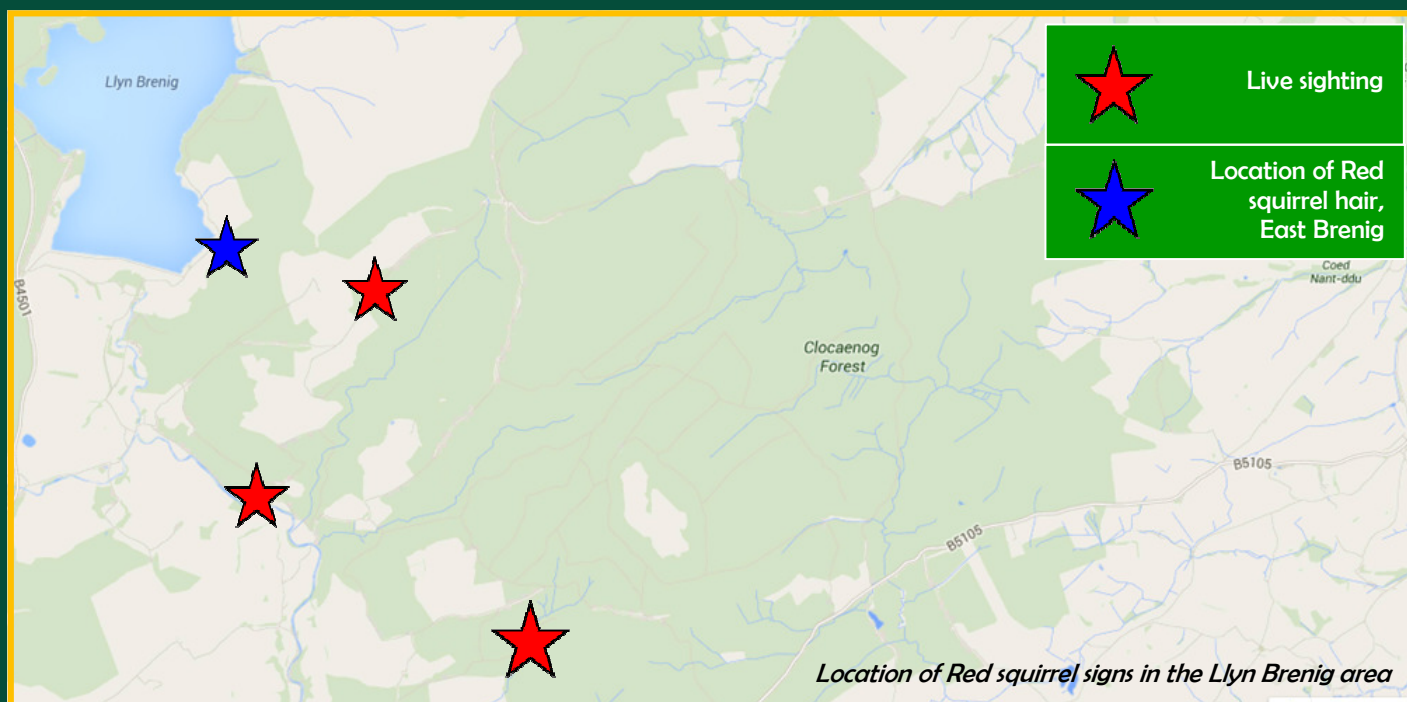 Llyn Brenig
Live sighting
Location of Red
squirrel hair,
East Brenig
Coed
Nant-ddu
B4501
Clocaenog
Forest
B5105
B5105
Location of Red squirrel signs in the Llyn Brenig area